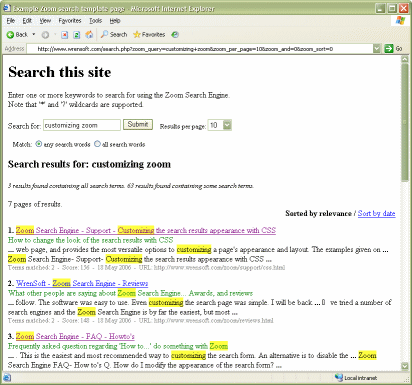 Example Zoom search template page - Microsoft Internet Explorer
File Edit View Favorites Tools Help
Back Search Favorites
Address http://www.wrensoft.com/search.php?zoom_query=customizing+zoom&zoom_per_page=10&zoom_and=0&zoom_sort=0 Go
Search this site
Enter one or more keywords to search for using the Zoom Search Engine.
Note that '*' and '?' wildcards are supported.
Search for: customizing zoom Submit Results per page: 10
Match: any search words all search words
Search results for: customizing zoom
3 results found containing all search terms. 63 results found containing some search terms.
7 pages of results.
Sorted by relevance / Sort by date
1. Zoom Search Engine - Support - Customizing the search results appearance with CSS
How to change the look of the search results with CSS
... web page, and provides the most versatile options to customizing a page's appearance and layout. The examples given on ...
Zoom Search Engine- Support- Customizing the search results appearance with CSS ...
Terms matched: 2 - Score: 156 - 18 May 2006 - URL: http://www.wrensoft.com/zoom/support/css.html
2. WrenSoft - Zoom Search Engine - Reviews
What other people are saying about Zoom Search Engine... Awards, and reviews
... follow. The software was easy to use. Even customizing the search page was simple. I will be back ... we tried a number of
search engines and the Zoom Search Engine is by far the easiest, but most ...
Terms matched: 2 - Score: 148 - 18 May 2006 - URL: http://www.wrensoft.com/zoom/reviews.html
3. Zoom Search Engine - FAQ - Howto's
Frequently asked question regarding 'How to...' do something with Zoom
... . This is the easiest and most recommended way to customizing the search form. An alternative is to disable the ... Zoom
Search Engine FAQ- How to's Q. How do I modify the appearance of the search form? ...
Local intranet